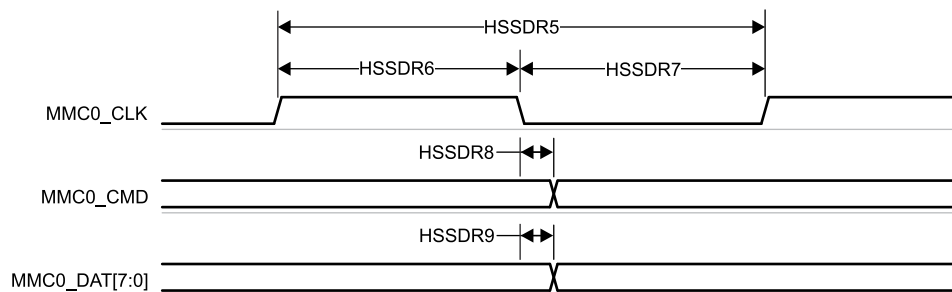 HSSDR5
HSSDR6
HSSDR7
MMC0_CLK
HSSDR8
MMC0_CMD
HSSDR9
MMC0_DAT[7:0]